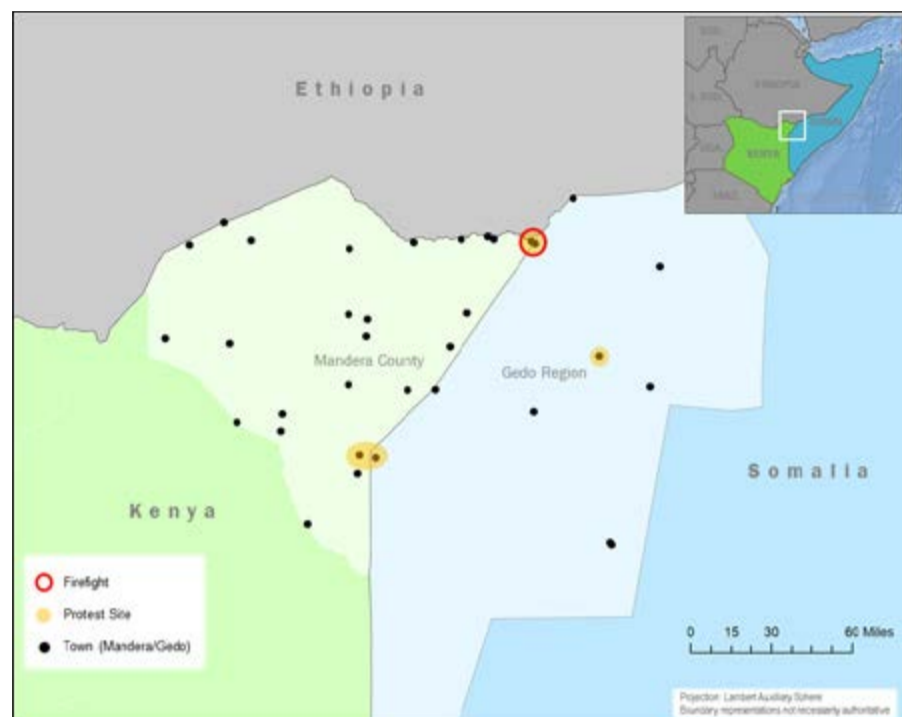 Ethiopia
ETHIOPIA
KENYA
Mandera County
Gedo Region
Somalia
Kenya
Firefight
Protest Site
Town (Mandera/Gedo)
0 15 30 60 Miles
Projection: Lambert Auxiliary Sphere
Boundary representations not necessarily authoritative